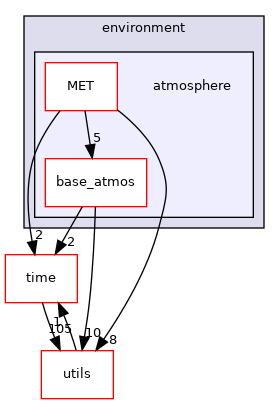 environment
MET
atmosphere
5
base_atmos
2
2
time
1
105
10
8
utils